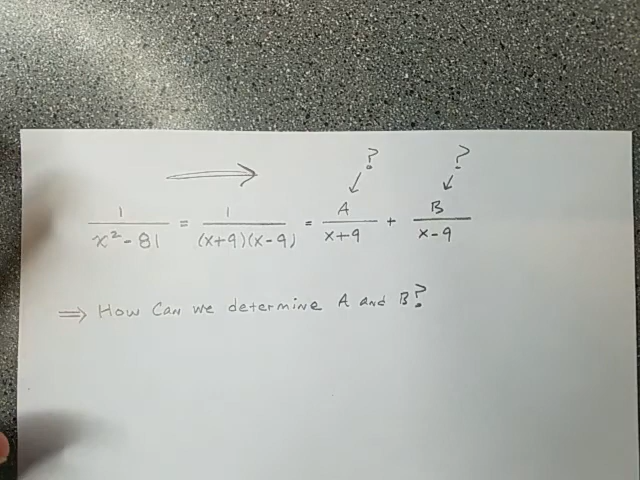 ? ?
1/(x²-81) = 1/((x+9)(x-9)) = A/(x+9) + B/(x-9)
⇒ How Can we determine A and B?